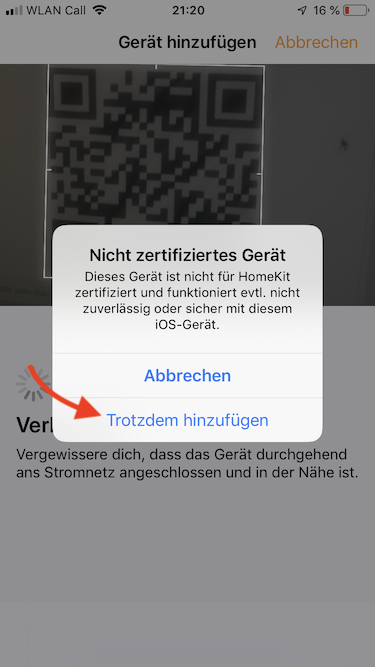 WLAN Call 21:20 16 %
Gerät hinzufügen Abbrechen
Nicht zertifiziertes Gerät
Dieses Gerät ist nicht für HomeKit
zertifiziert und funktioniert evtl. nicht
zuverlässig oder sicher mit diesem
iOS-Gerät.
Abbrechen
Trotzdem hinzufügen
Vergewissere dich, dass das Gerät durchgehend
ans Stromnetz angeschlossen und in der Nähe ist.